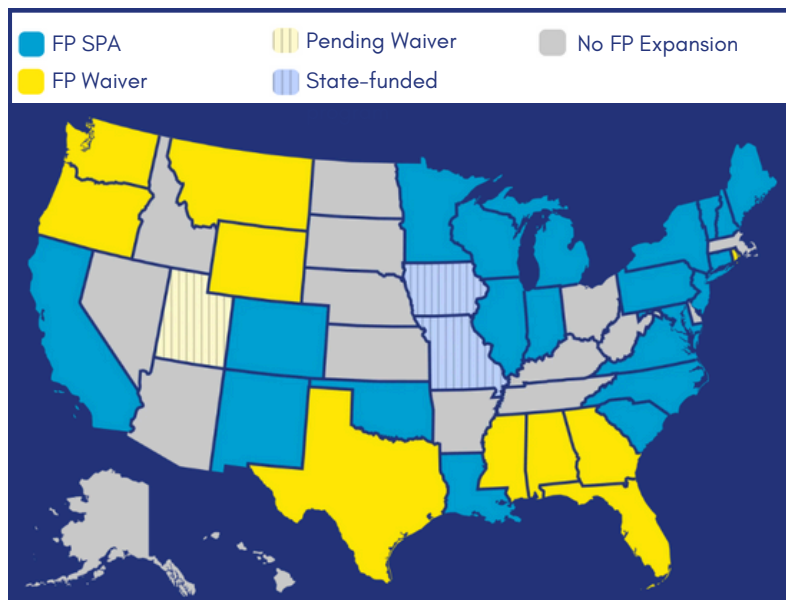 FP SPA
FP Waiver
Pending Waiver
State-funded
No FP Expansion